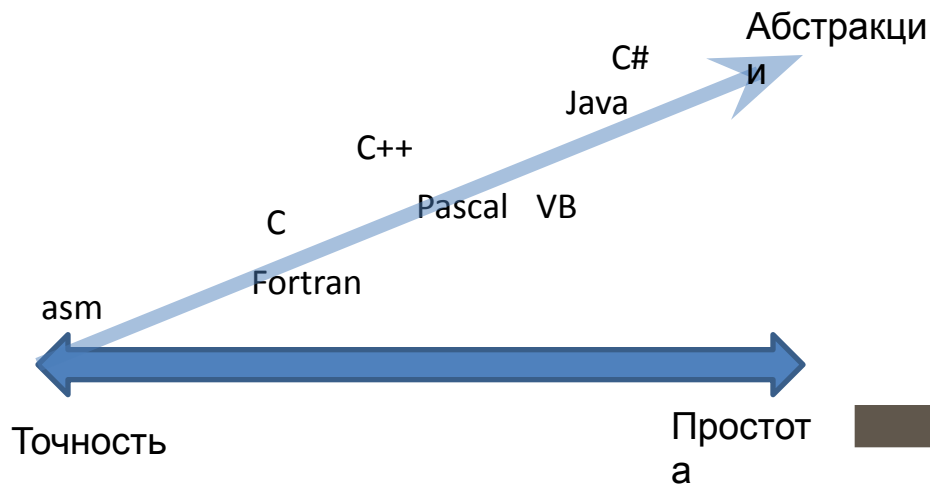 Абстракци
и
C#
Java
C++
Pascal VB
C
Fortran
asm
Точность
Простот
а